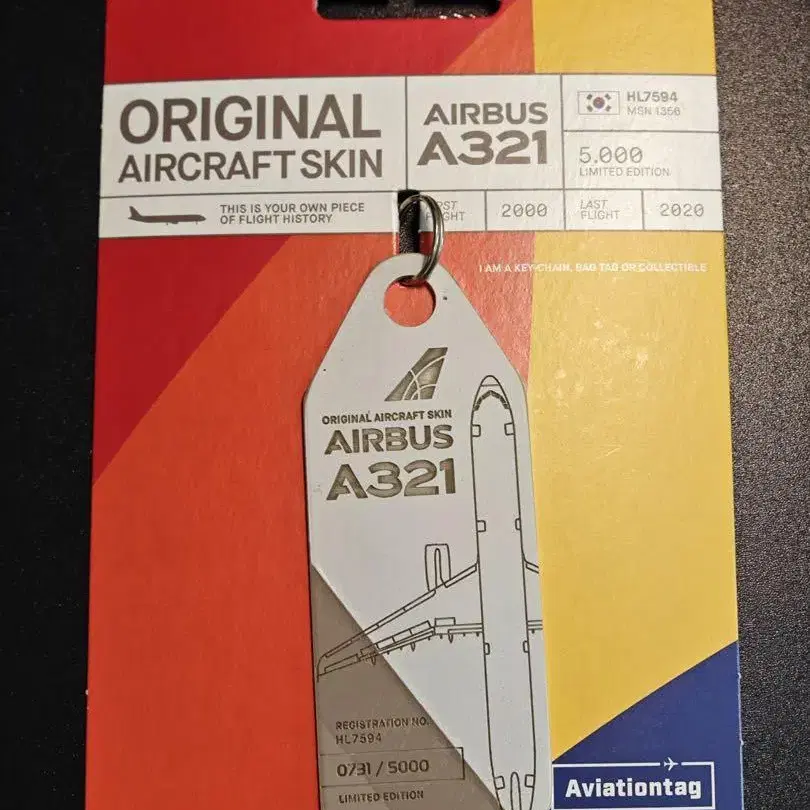 ORIGINAL
AIRCRAFT SKIN
AIRBUS
A321
HL7594
MSN 1356
5.000
LIMITED EDITION
THIS IS YOUR OWN PIECE
OF FLIGHT HISTORY
FIRST
FLIGHT
2000
LAST
FLIGHT
2020
I AM A KEY-CHAIN, BAG TAG OR COLLECTIBLE
ORIGINAL AIRCRAFT SKIN
AIRBUS
A321
REGISTRATION NO.
HL7594
0731 / 5000
LIMITED EDITION
Aviationtag